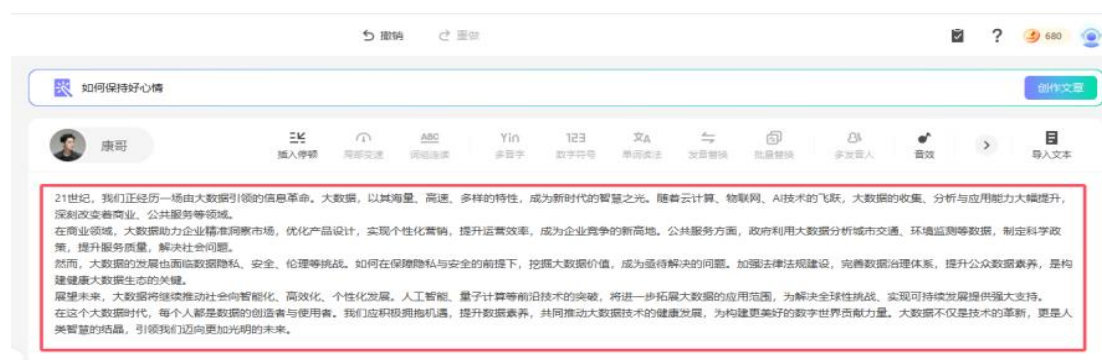 撤销 重做
? 680
如何保持好心情 创作文章
康哥
ABC Yin 123 文A
插入停顿 局部变速 词组连读 多音字 数字符号 单词读法 发音替换 批量替换 多发音人 音效 > 导入文本
21世纪，我们正经历一场由大数据引领的信息革命。大数据，以其海量、高速、多样的特性，成为新时代的智慧之光。随着云计算、物联网、AI技术的飞跃，大数据的收集、分析与应用能力大幅提升，
深刻改变着商业、公共服务等领域。
在商业领域，大数据助力企业精准洞察市场，优化产品设计，实现个性化营销，提升运营效率，成为企业竞争的新高地。公共服务方面，政府利用大数据分析城市交通、环境监测等数据，制定科学政
策，提升服务质量，解决社会问题。
然而，大数据的发展也面临数据隐私、安全、伦理等挑战。如何在保障隐私与安全的前提下，挖掘大数据价值，成为亟待解决的问题。加强法律法规建设，完善数据治理体系，提升公众数据素养，是构
建健康大数据生态的关键。
展望未来，大数据将继续推动社会向智能化、高效化、个性化发展。人工智能、量子计算等前沿技术的突破，将进一步拓展大数据的应用范围，为解决全球性挑战、实现可持续发展提供强大支持。
在这个大数据时代，每个人都是数据的创造者与使用者。我们应积极拥抱机遇，提升数据素养，共同推动大数据技术的健康发展，为构建更美好的数字世界贡献力量。大数据不仅是技术的革新，更是人
类智慧的结晶，引领我们迈向更加光明的未来。